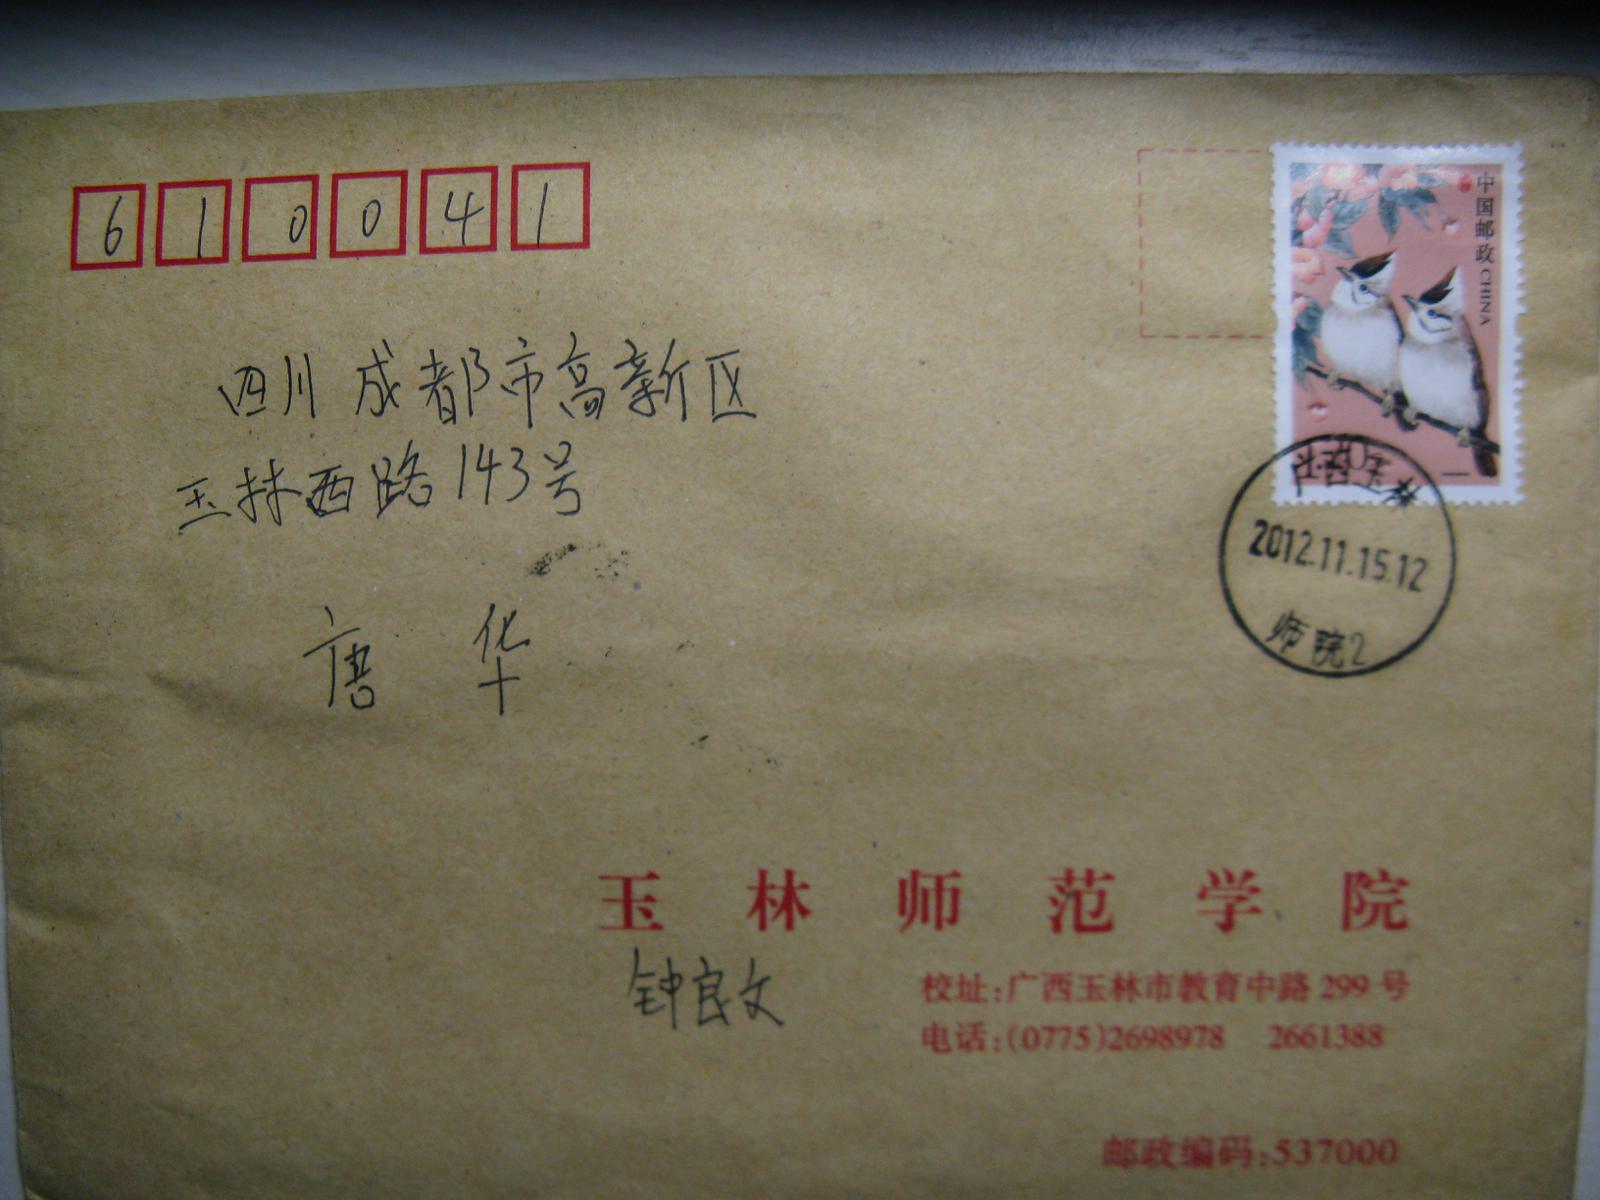 610041
中国邮政 CHINA
四川成都市高新区
玉林西路143号
唐华
2012.11.15.12
师院2
玉林师范学院
钟良文
校址:广西玉林市教育中路299号
电话:(0775)2698978 2661388
邮政编码:537000